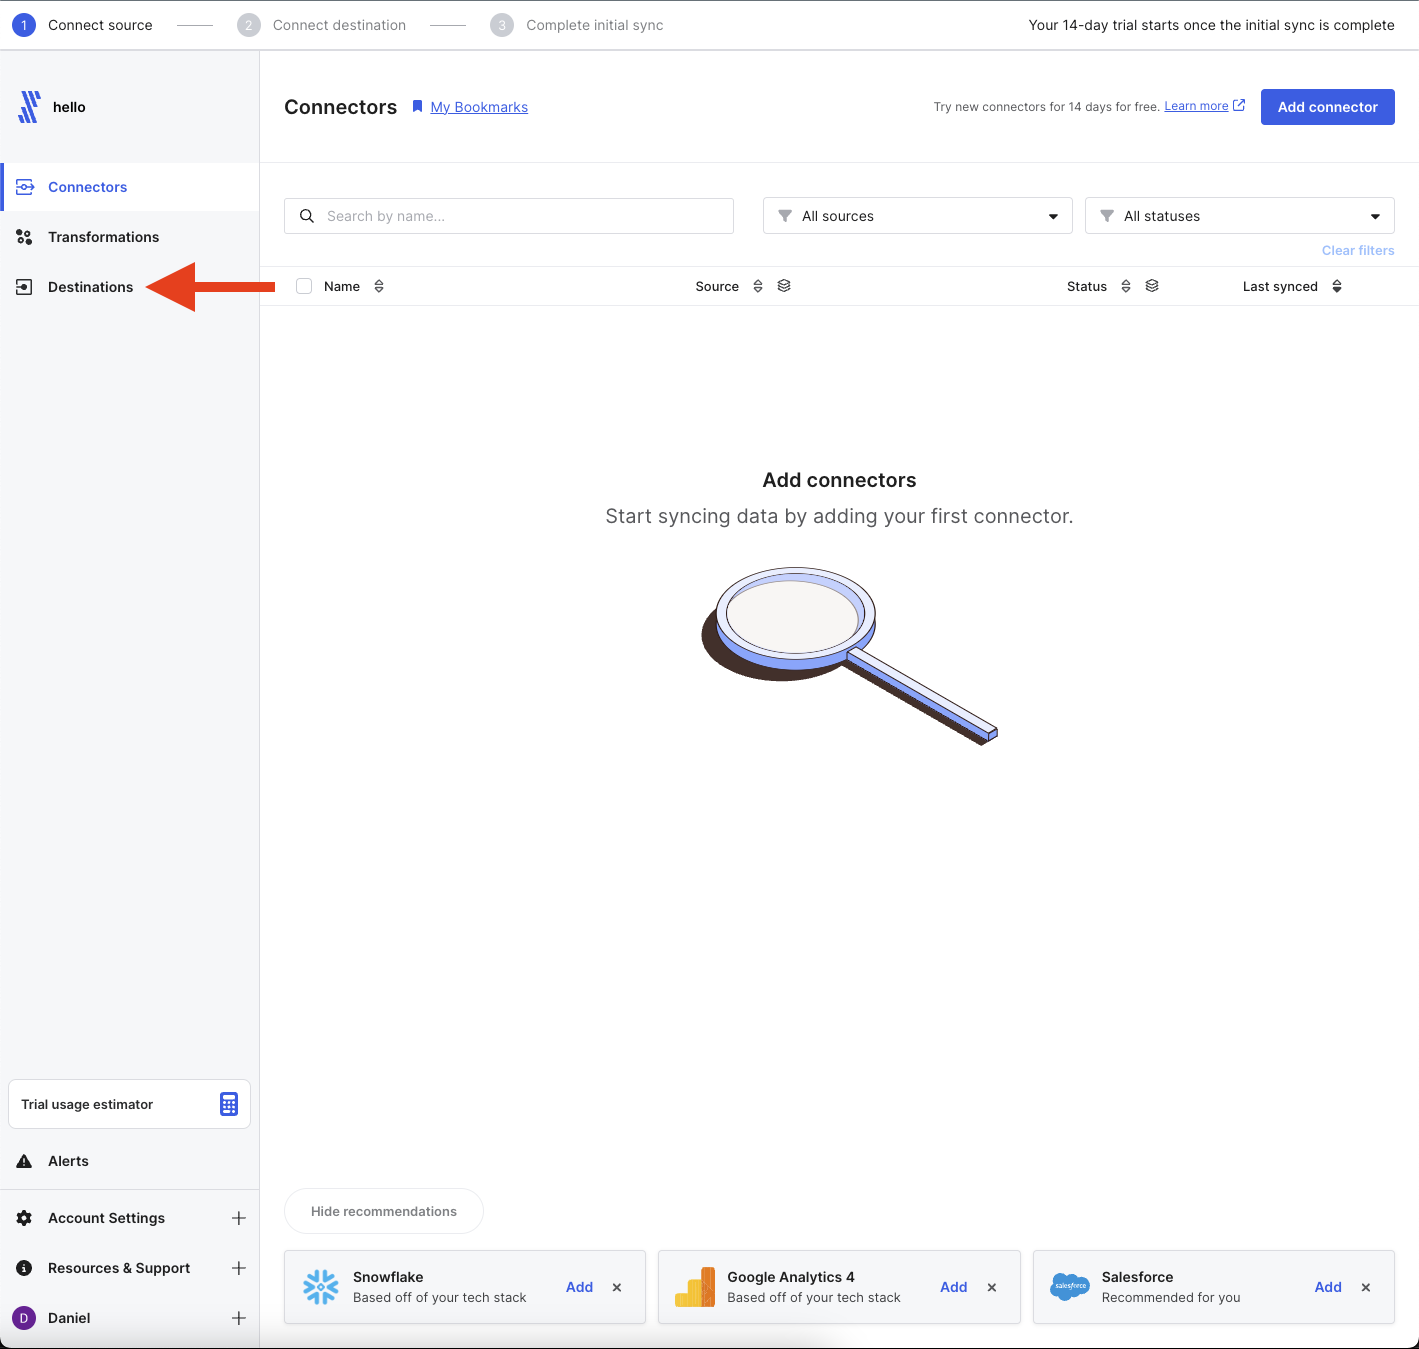 1 Connect source
2 Connect destination
3 Complete initial sync
Your 14-day trial starts once the initial sync is complete
hello
Connectors
My Bookmarks
Try new connectors for 14 days for free. Learn more
Add connector
Connectors
Transformations
Destinations
Search by name...
All sources
All statuses
Clear filters
Name
Source
Status
Last synced
Add connectors
Start syncing data by adding your first connector.
Trial usage estimator
Alerts
Account Settings
Resources & Support
D Daniel
Hide recommendations
Snowflake
Based off of your tech stack
Add
Google Analytics 4
Based off of your tech stack
Add
salesforce
Salesforce
Recommended for you
Add